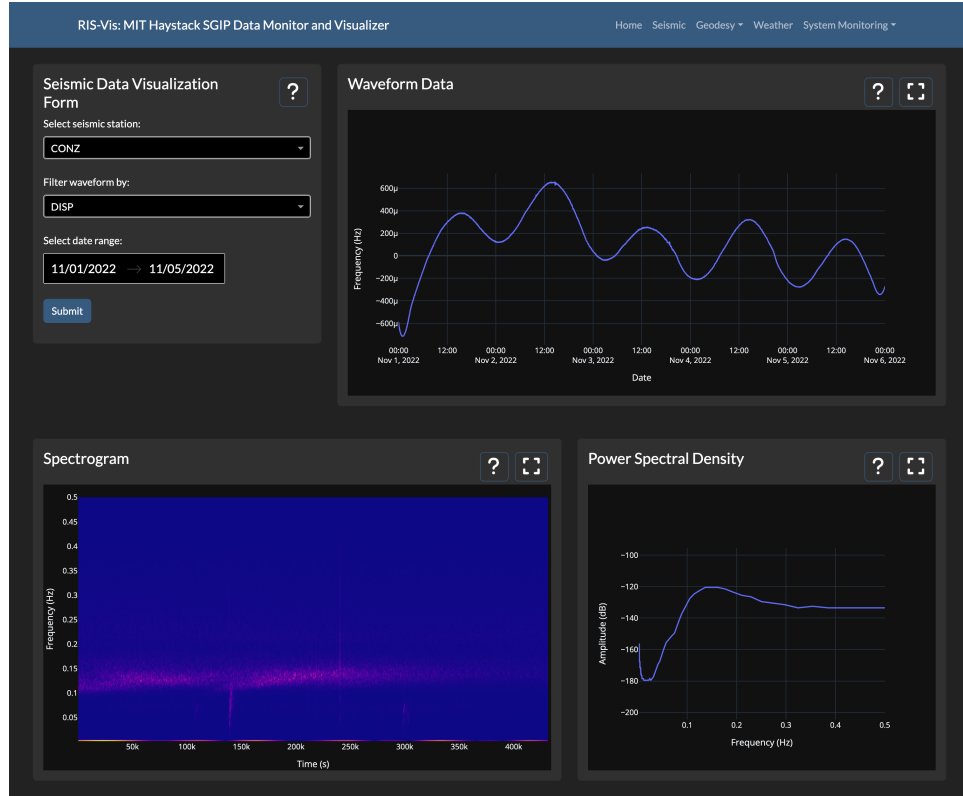 RIS-Vis: MIT Haystack SGIP Data Monitor and Visualizer
Home Seismic Geodesy Weather System Monitoring
Seismic Data Visualization
Form
?
Select seismic station:
CONZ
Filter waveform by:
DISP
Select date range:
11/01/2022 → 11/05/2022
Submit
Waveform Data
?
600μ
400μ
200μ
0
−200μ
−400μ
−600μ
Frequency (Hz)
00:00 12:00 00:00 12:00 00:00 12:00 00:00 12:00 00:00 12:00 00:00
Nov 1, 2022 Nov 2, 2022 Nov 3, 2022 Nov 4, 2022 Nov 5, 2022 Nov 6, 2022
Date
Spectrogram
?
0.5
0.45
0.4
0.35
0.3
0.25
0.2
0.15
0.1
0.05
Frequency (Hz)
50k 100k 150k 200k 250k 300k 350k 400k
Time (s)
Power Spectral Density
?
−100
−120
−140
−160
−180
−200
Amplitude (dB)
0.1 0.2 0.3 0.4 0.5
Frequency (Hz)